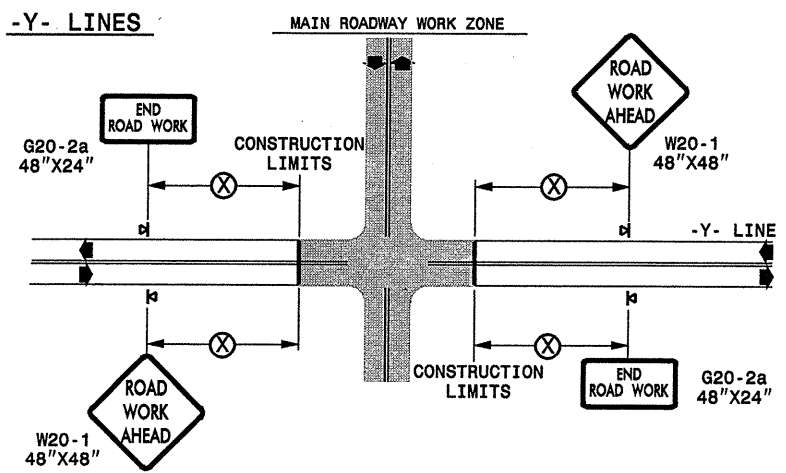 -Y- LINES
MAIN ROADWAY WORK ZONE
END
ROAD WORK
G20-2a
48"X24"
CONSTRUCTION
LIMITS
X
X
ROAD
WORK
AHEAD
W20-1
48"X48"
-Y- LINE
X
X
ROAD
WORK
AHEAD
W20-1
48"X48"
CONSTRUCTION
LIMITS
END
ROAD WORK
G20-2a
48"X24"